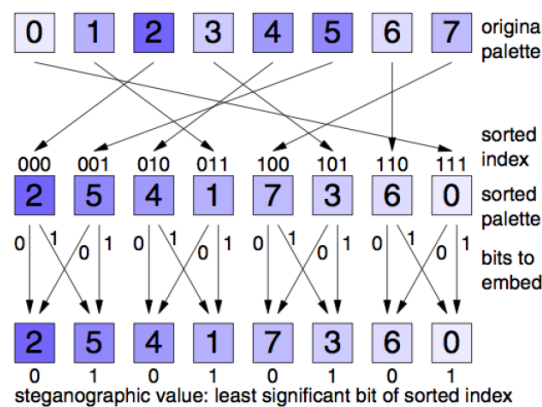 0 1 2 3 4 5 6 7 origina
palette
sorted
index
000 001 010 011 100 101 110 111
2 5 4 1 7 3 6 0 sorted
palette
0 1 0 1 0 1 0 1 0 1 0 1 0 1 0 1 bits to
embed
2 5 4 1 7 3 6 0
0 1 0 1 0 1 0 1
steganographic value: least significant bit of sorted index